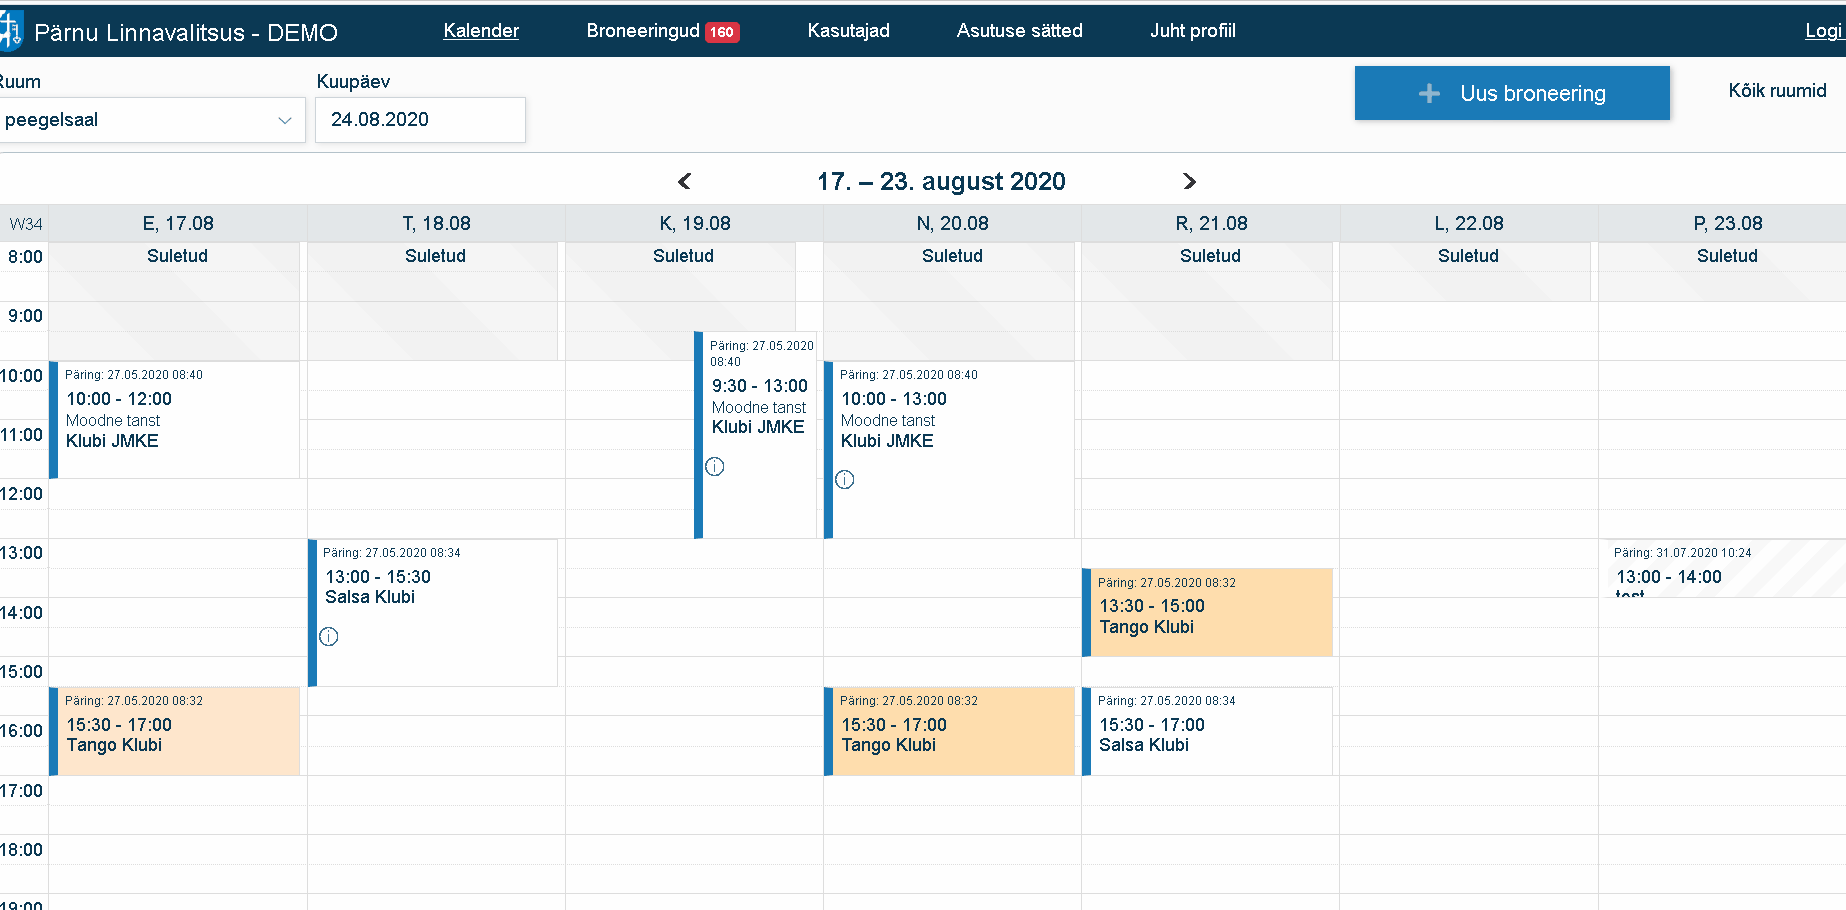 Pärnu Linnavalitsus - DEMO
Kalender
Broneeringud 160
Kasutajad
Asutuse sätted
Juht profiil
Logi
Ruum
Kuupäev
peegelsaal
24.08.2020
Uus broneering
Kõik ruumid
17. – 23. august 2020
W34
E, 17.08
T, 18.08
K, 19.08
N, 20.08
R, 21.08
L, 22.08
P, 23.08
8:00
Suletud
Suletud
Suletud
Suletud
Suletud
Suletud
Suletud
9:00
Päring: 27.05.2020
08:40
9:30 - 13:00
Moodne tanst
Klubi JMKE
10:00
Päring: 27.05.2020 08:40
10:00 - 12:00
Moodne tanst
Klubi JMKE
Päring: 27.05.2020 08:40
10:00 - 13:00
Moodne tanst
Klubi JMKE
11:00
12:00
13:00
Päring: 27.05.2020 08:34
13:00 - 15:30
Salsa Klubi
Päring: 27.05.2020 08:32
13:30 - 15:00
Tango Klubi
Päring: 31.07.2020 10:24
13:00 - 14:00
test
14:00
15:00
Päring: 27.05.2020 08:32
15:30 - 17:00
Tango Klubi
Päring: 27.05.2020 08:32
15:30 - 17:00
Tango Klubi
Päring: 27.05.2020 08:34
15:30 - 17:00
Salsa Klubi
16:00
17:00
18:00
19:00